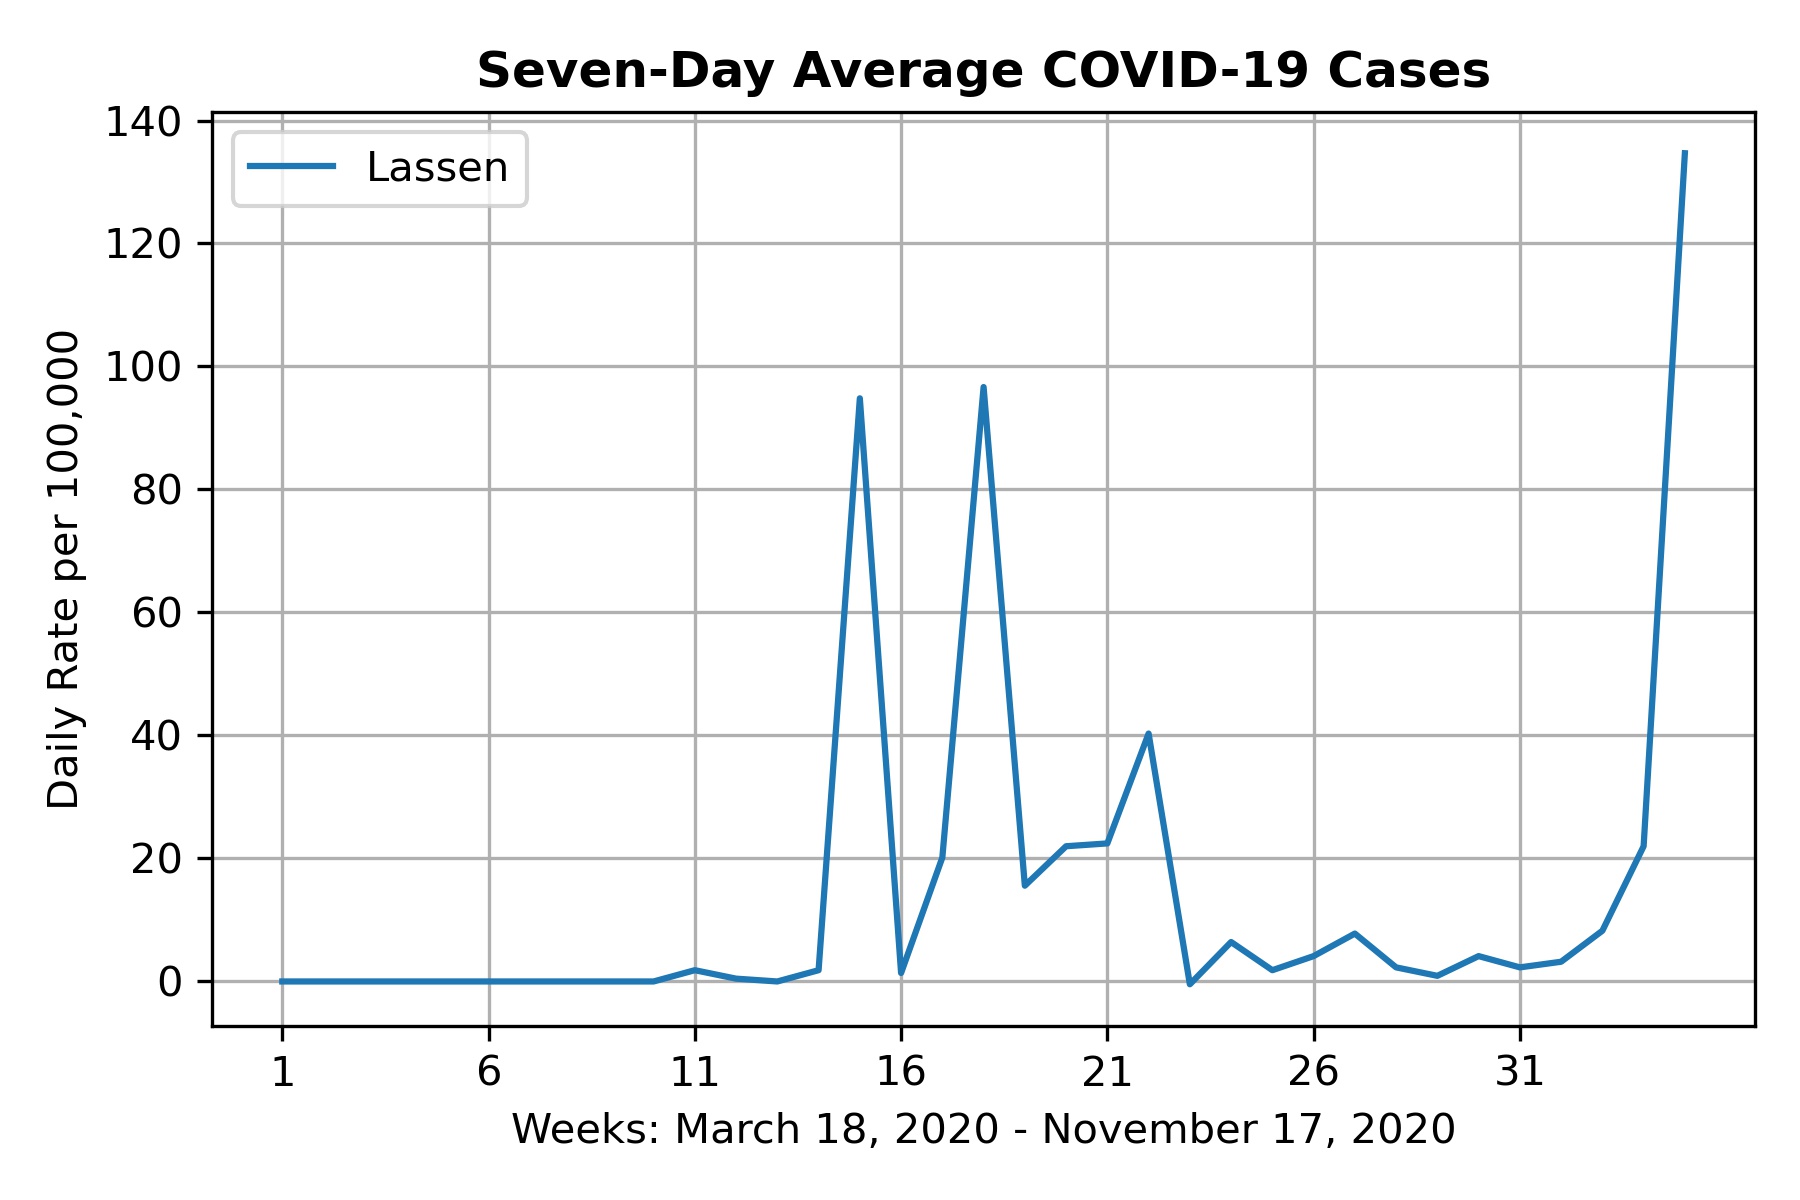 Seven-Day Average COVID-19 Cases
140
120
100
80
60
40
20
0
Daily Rate per 100,000
Lassen
1 6 11 16 21 26 31
Weeks: March 18, 2020 - November 17, 2020